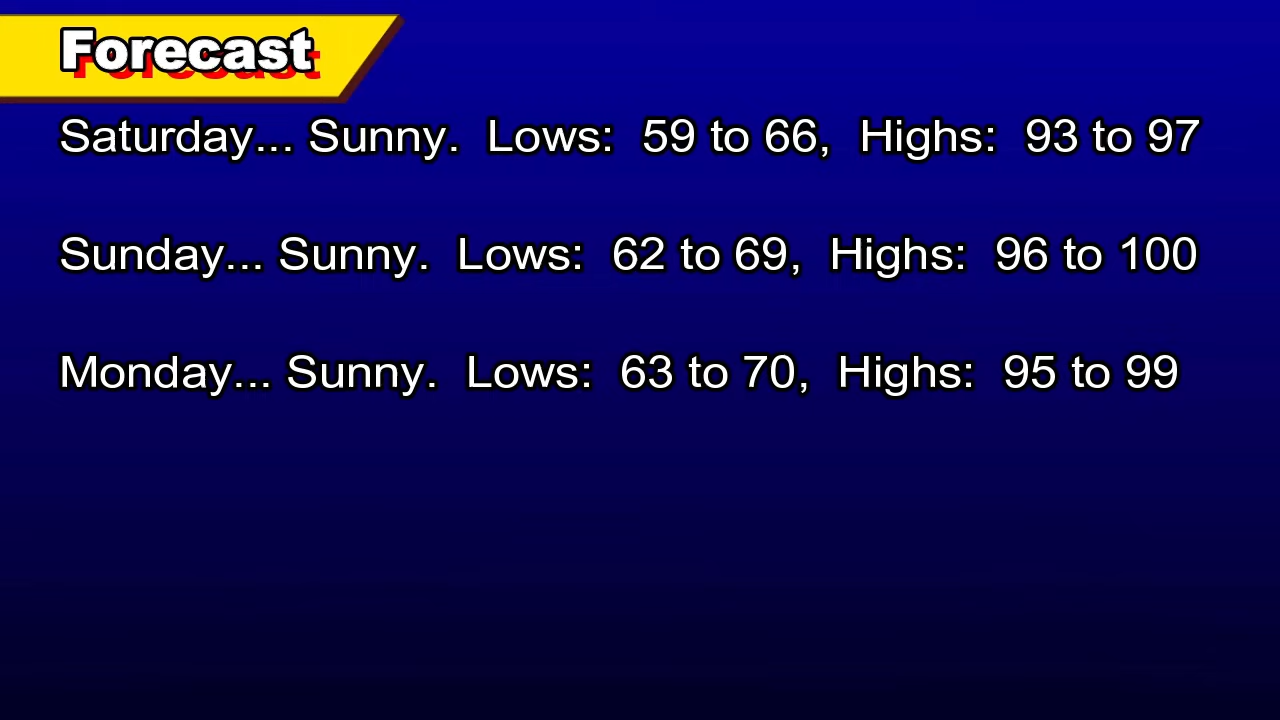 Forecast
Saturday... Sunny.  Lows:  59 to 66,  Highs:  93 to 97
Sunday... Sunny.  Lows:  62 to 69,  Highs:  96 to 100
Monday... Sunny.  Lows:  63 to 70,  Highs:  95 to 99